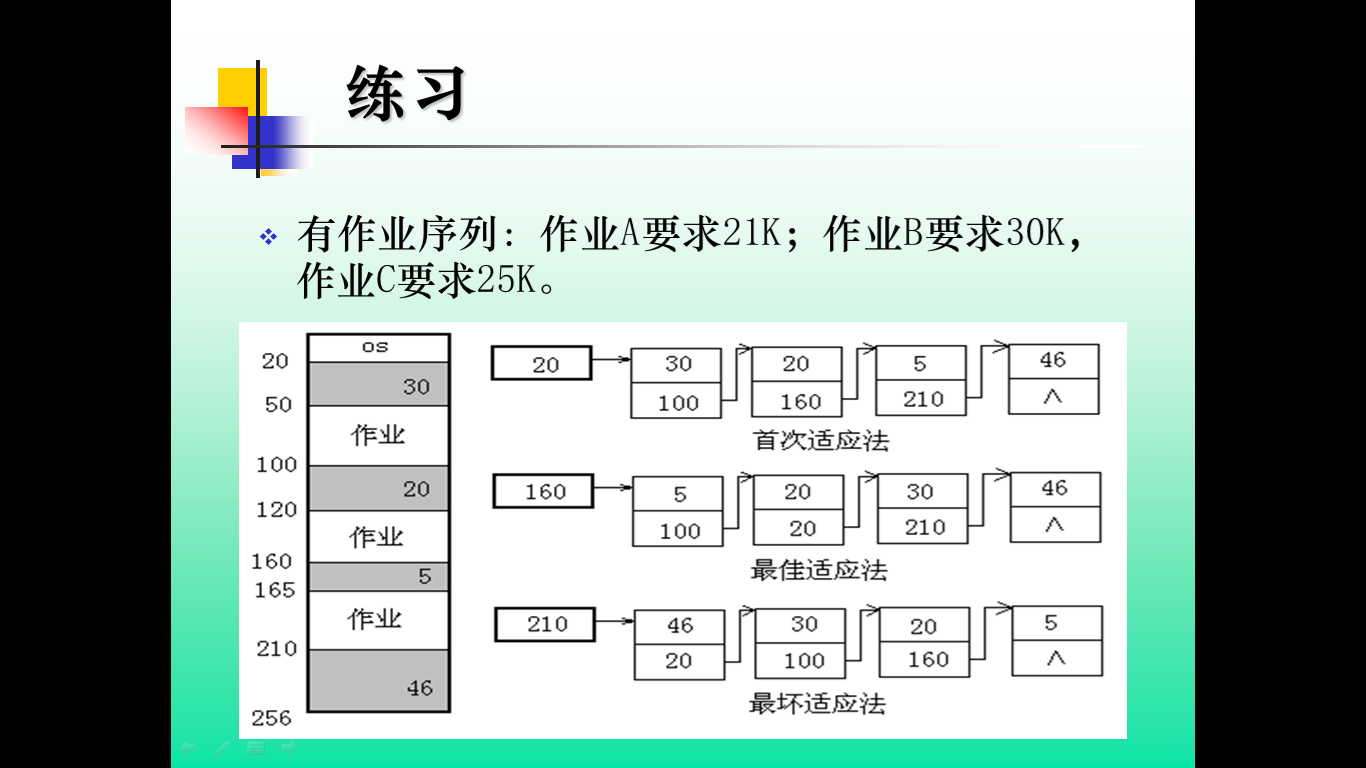 练习
有作业序列：作业A要求21K；作业B要求30K，
作业C要求25K。
os
20
30
50
作业
100
20
120
作业
160
5
165
作业
210
46
256
20 30 20 5 46
100 160 210 ∧
首次适应法
160 5 20 30 46
100 20 210 ∧
最佳适应法
210 46 30 20 5
20 100 160 ∧
最坏适应法